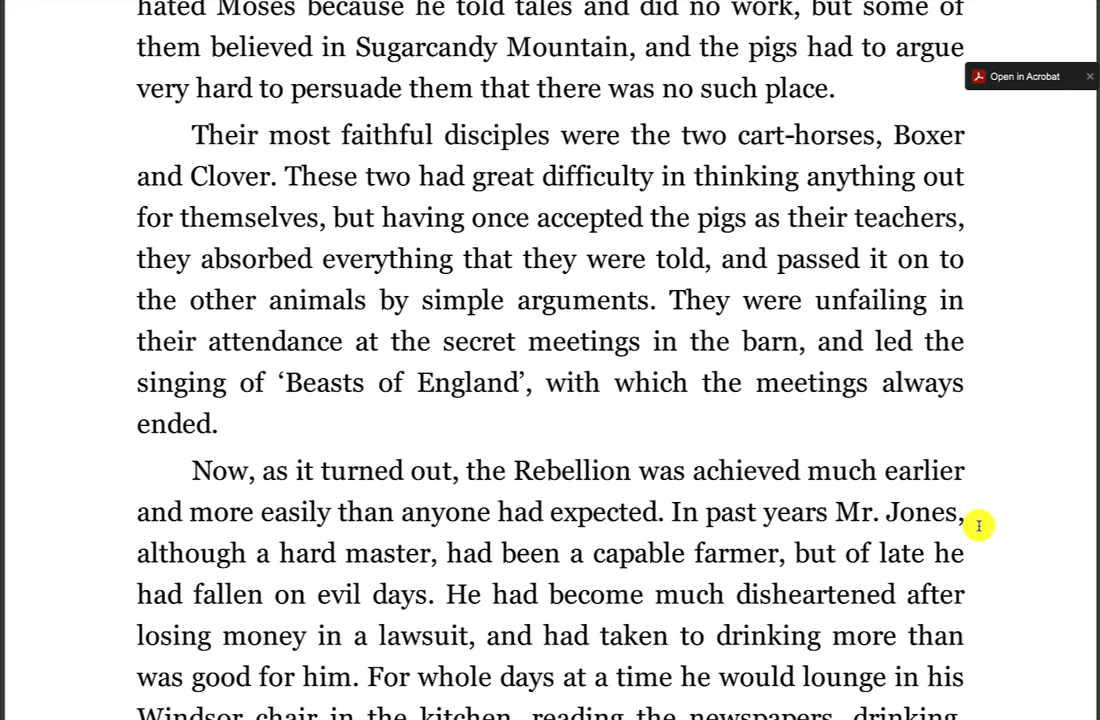 hated Moses because he told tales and did no work, but some of
them believed in Sugarcandy Mountain, and the pigs had to argue
very hard to persuade them that there was no such place.
Open in Acrobat
Their most faithful disciples were the two cart-horses, Boxer
and Clover. These two had great difficulty in thinking anything out
for themselves, but having once accepted the pigs as their teachers,
they absorbed everything that they were told, and passed it on to
the other animals by simple arguments. They were unfailing in
their attendance at the secret meetings in the barn, and led the
singing of ‘Beasts of England’, with which the meetings always
ended.
Now, as it turned out, the Rebellion was achieved much earlier
and more easily than anyone had expected. In past years Mr. Jones,
although a hard master, had been a capable farmer, but of late he
had fallen on evil days. He had become much disheartened after
losing money in a lawsuit, and had taken to drinking more than
was good for him. For whole days at a time he would lounge in his
Windsor chair in the kitchen, reading the newspapers, drinking,